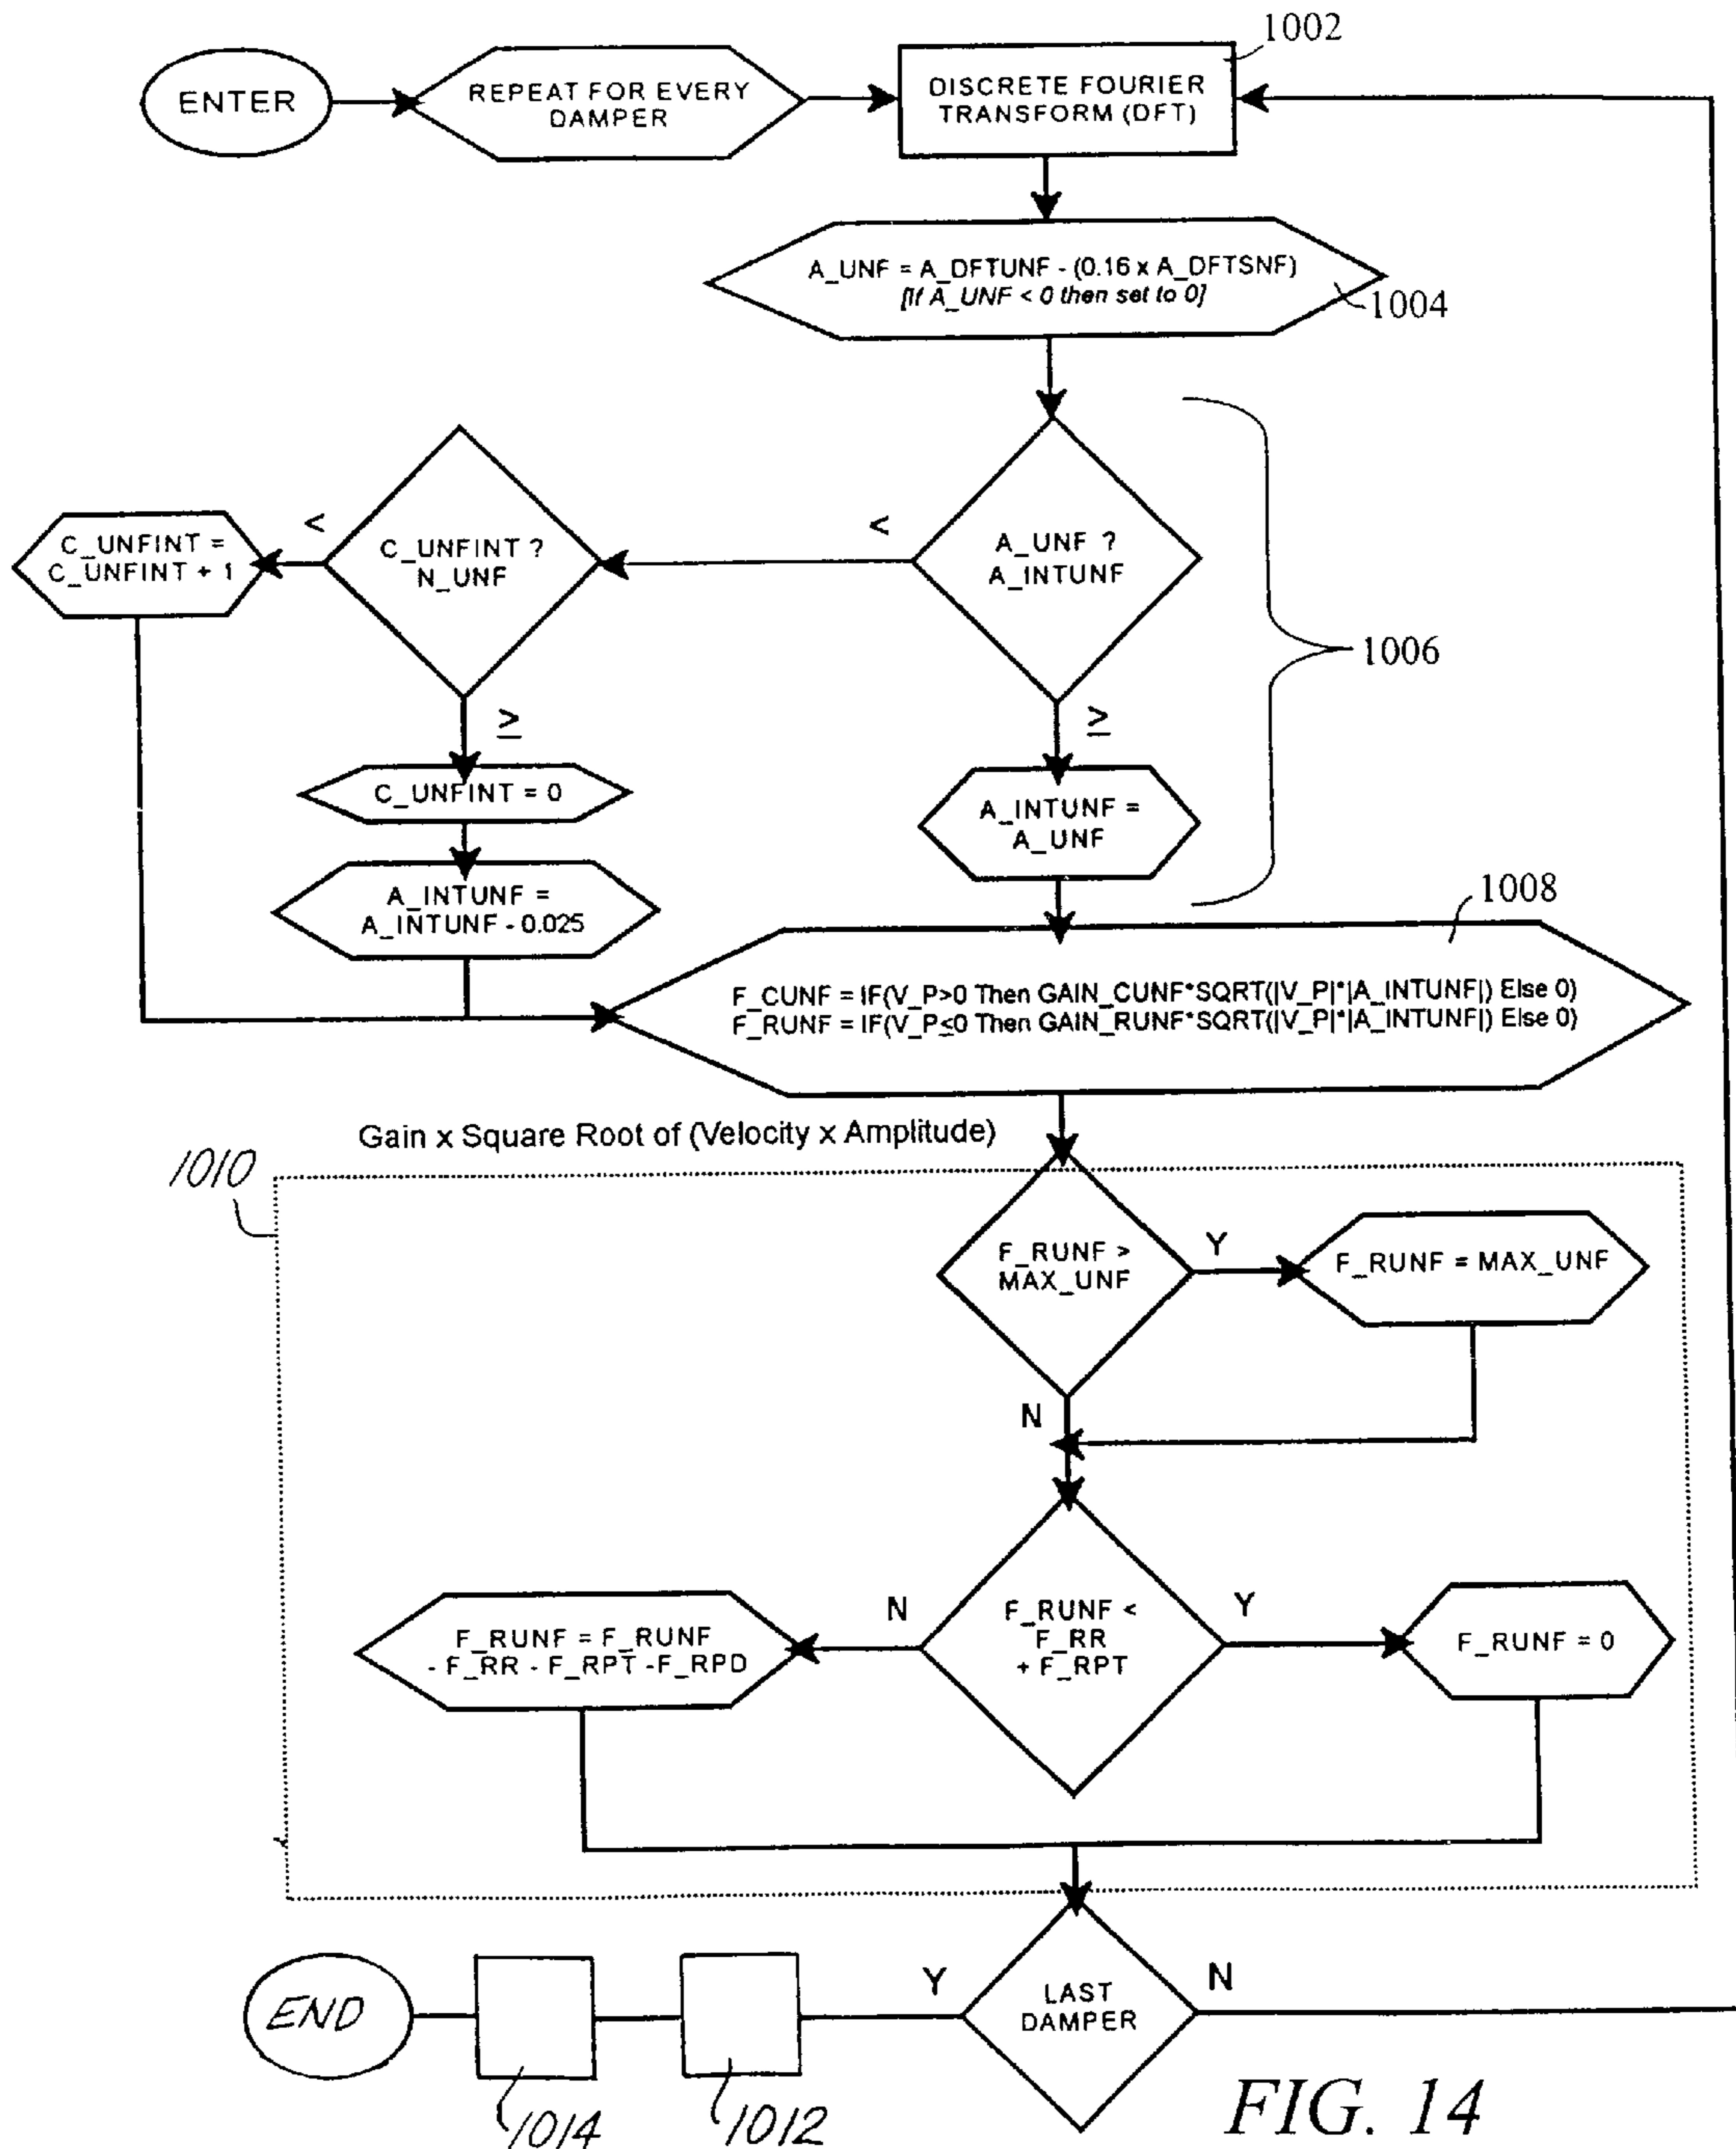 1002
ENTER
REPEAT FOR EVERY
DAMPER
DISCRETE FOURIER
TRANSFORM (DFT)
A_UNF = A_DFTUNF - (0.16 x A_DFTSNF)
[If A_UNF < 0 then set to 0]
1004
C_UNFINT =
C_UNFINT + 1
<
C_UNFINT ?
N_UNF
<
A_UNF ?
A_INTUNF
1006
≥
≥
C_UNFINT = 0
A_INTUNF =
A_UNF
A_INTUNF =
A_INTUNF - 0.025
1008
F_CUNF = IF(V_P>0 Then GAIN_CUNF*SQRT(|V_P|*|A_INTUNF|) Else 0)
F_RUNF = IF(V_P≤0 Then GAIN_RUNF*SQRT(|V_P|*|A_INTUNF|) Else 0)
Gain x Square Root of (Velocity x Amplitude)
1010
F_RUNF >
MAX_UNF
Y
F_RUNF = MAX_UNF
N
F_RUNF = F_RUNF
- F_RR - F_RPT -F_RPD
N
F_RUNF <
F_RR
+ F_RPT
Y
F_RUNF = 0
END
Y
LAST
DAMPER
N
1014
1012
FIG. 14